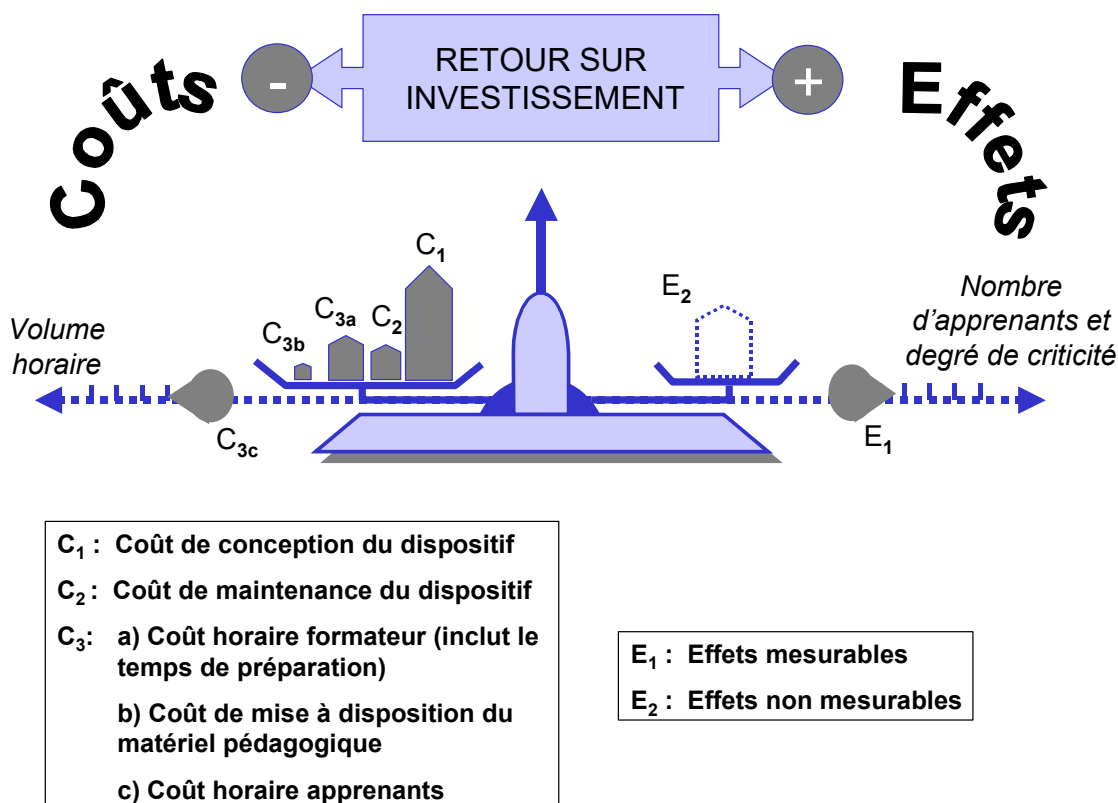 RETOUR SUR
INVESTISSEMENT
-
+
Coûts
Effets
C1
C3a
C2
C3b
E2
Volume
horaire
Nombre
d'apprenants et
degré de criticité
C3c
E1
C1 : Coût de conception du dispositif
C2 : Coût de maintenance du dispositif
C3: a) Coût horaire formateur (inclut le
temps de préparation)
b) Coût de mise à disposition du
matériel pédagogique
c) Coût horaire apprenants
E1 : Effets mesurables
E2 : Effets non mesurables